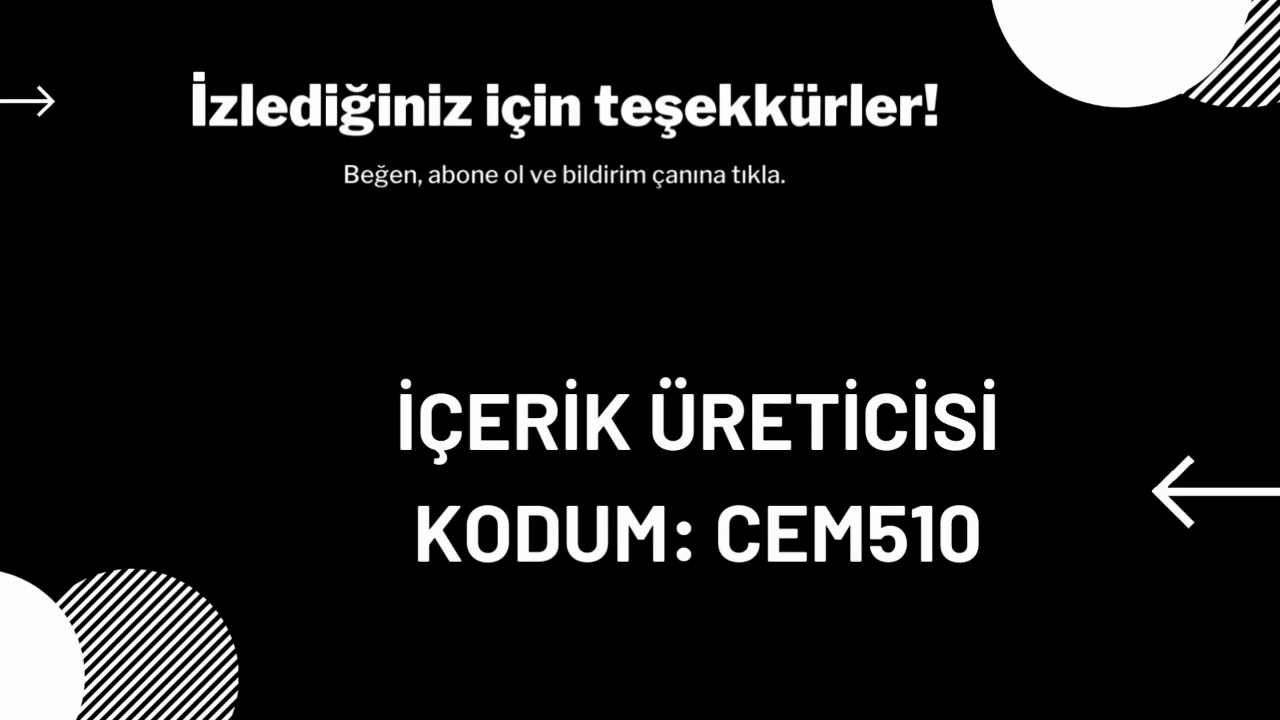 İzlediğiniz için teşekkürler!
Beğen, abone ol ve bildirim çanına tıkla.
İÇERİK ÜRETİCİSİ
KODUM: CEM510